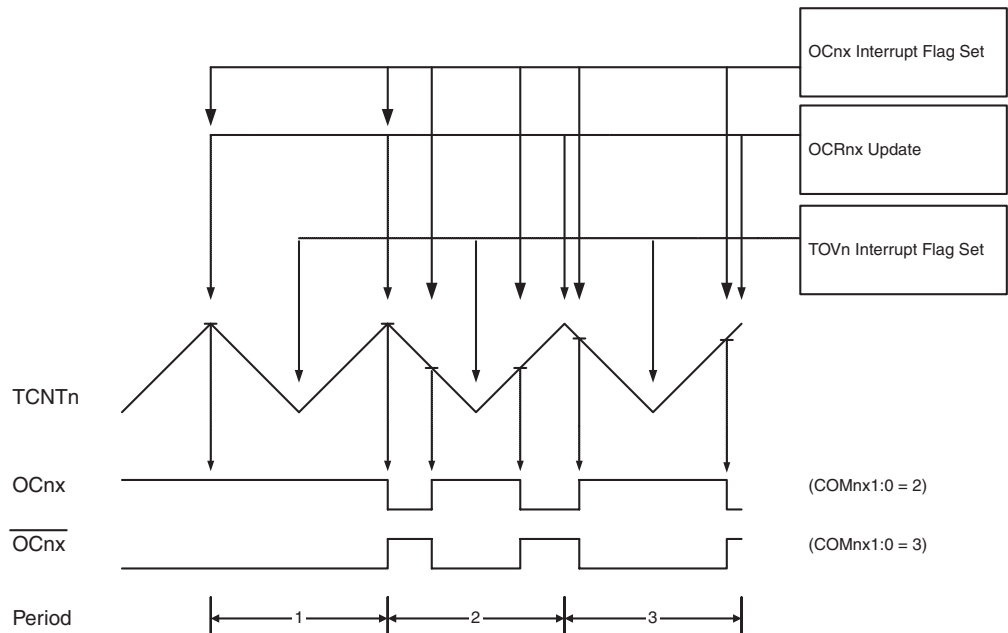 OCnx Interrupt Flag Set
OCRnx Update
TOVn Interrupt Flag Set
TCNTn
OCnx
(COMnx1:0 = 2)
OCnx
(COMnx1:0 = 3)
Period
1
2
3